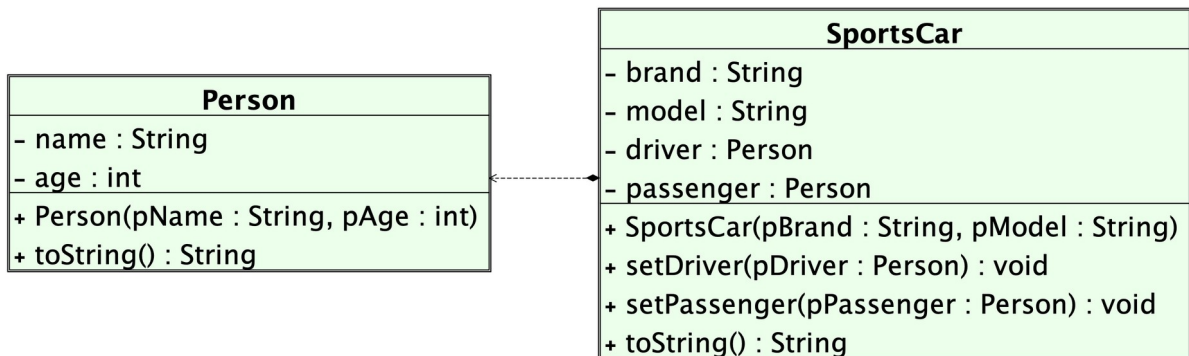 Person
- name : String
- age : int
+ Person(pName : String, pAge : int)
+ toString() : String
SportsCar
- brand : String
- model : String
- driver : Person
- passenger : Person
+ SportsCar(pBrand : String, pModel : String)
+ setDriver(pDriver : Person) : void
+ setPassenger(pPassenger : Person) : void
+ toString() : String